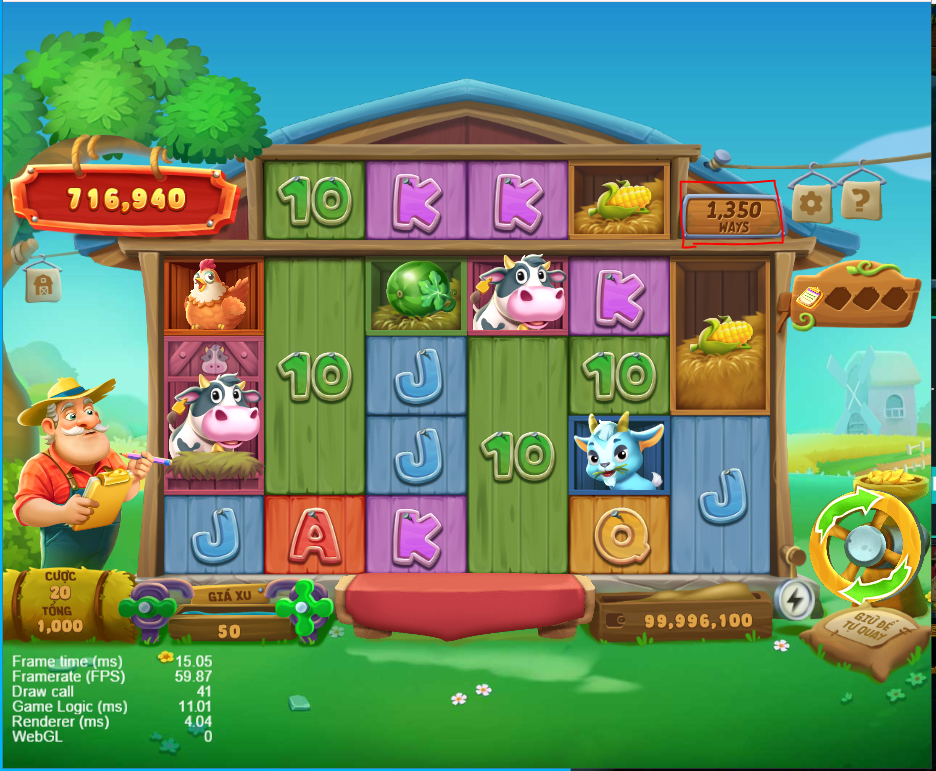 716,940
10 K K
1,350
WAYS
?
K
10 J 10
J 10
J
J A K Q
CƯỢC
20
TỔNG
1,000
GIÁ XU
50
99,996,100
GIỮ ĐỂ
TỰ QUAY
Frame time (ms) 15.05
Framerate (FPS) 59.87
Draw call 41
Game Logic (ms) 11.01
Renderer (ms) 4.04
WebGL 0